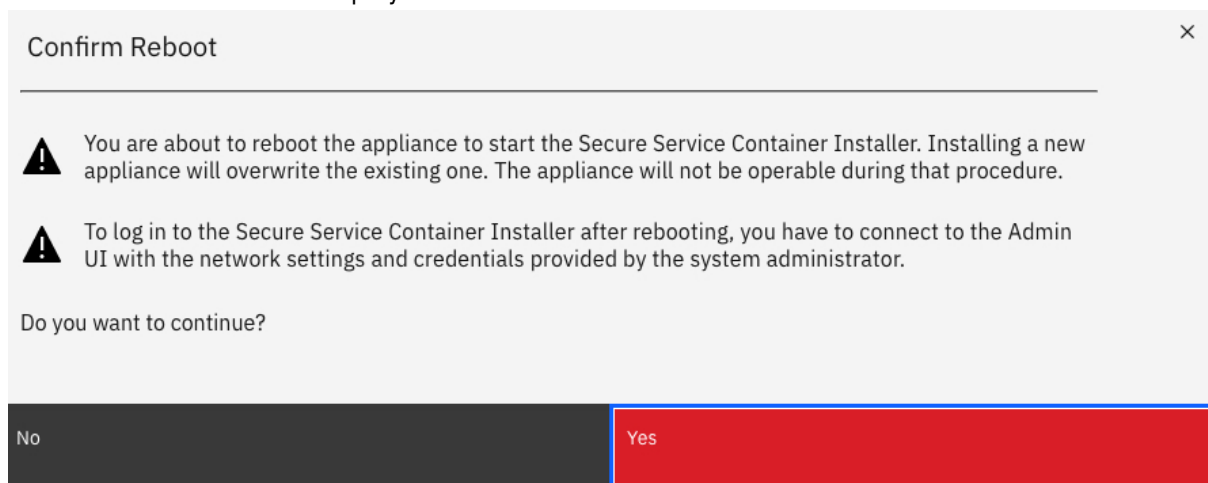 Confirm Reboot
You are about to reboot the appliance to start the Secure Service Container Installer. Installing a new
appliance will overwrite the existing one. The appliance will not be operable during that procedure.
To log in to the Secure Service Container Installer after rebooting, you have to connect to the Admin
UI with the network settings and credentials provided by the system administrator.
Do you want to continue?
No
Yes